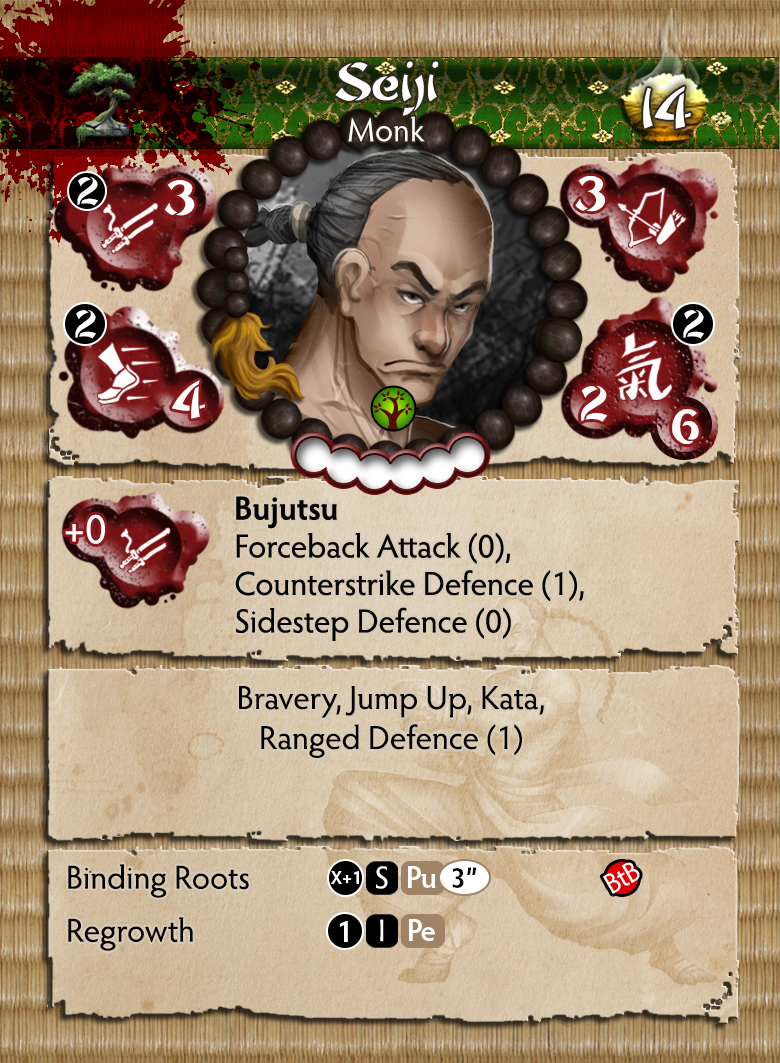 Seiji
14
Monk
2 3
3
2 4
2 氣 2 6
+0
Bujutsu
Forceback Attack (0),
Counterstrike Defence (1),
Sidestep Defence (0)
Bravery, Jump Up, Kata,
Ranged Defence (1)
Binding Roots X+1 S Pu 3" BtB
Regrowth 1 I Pe